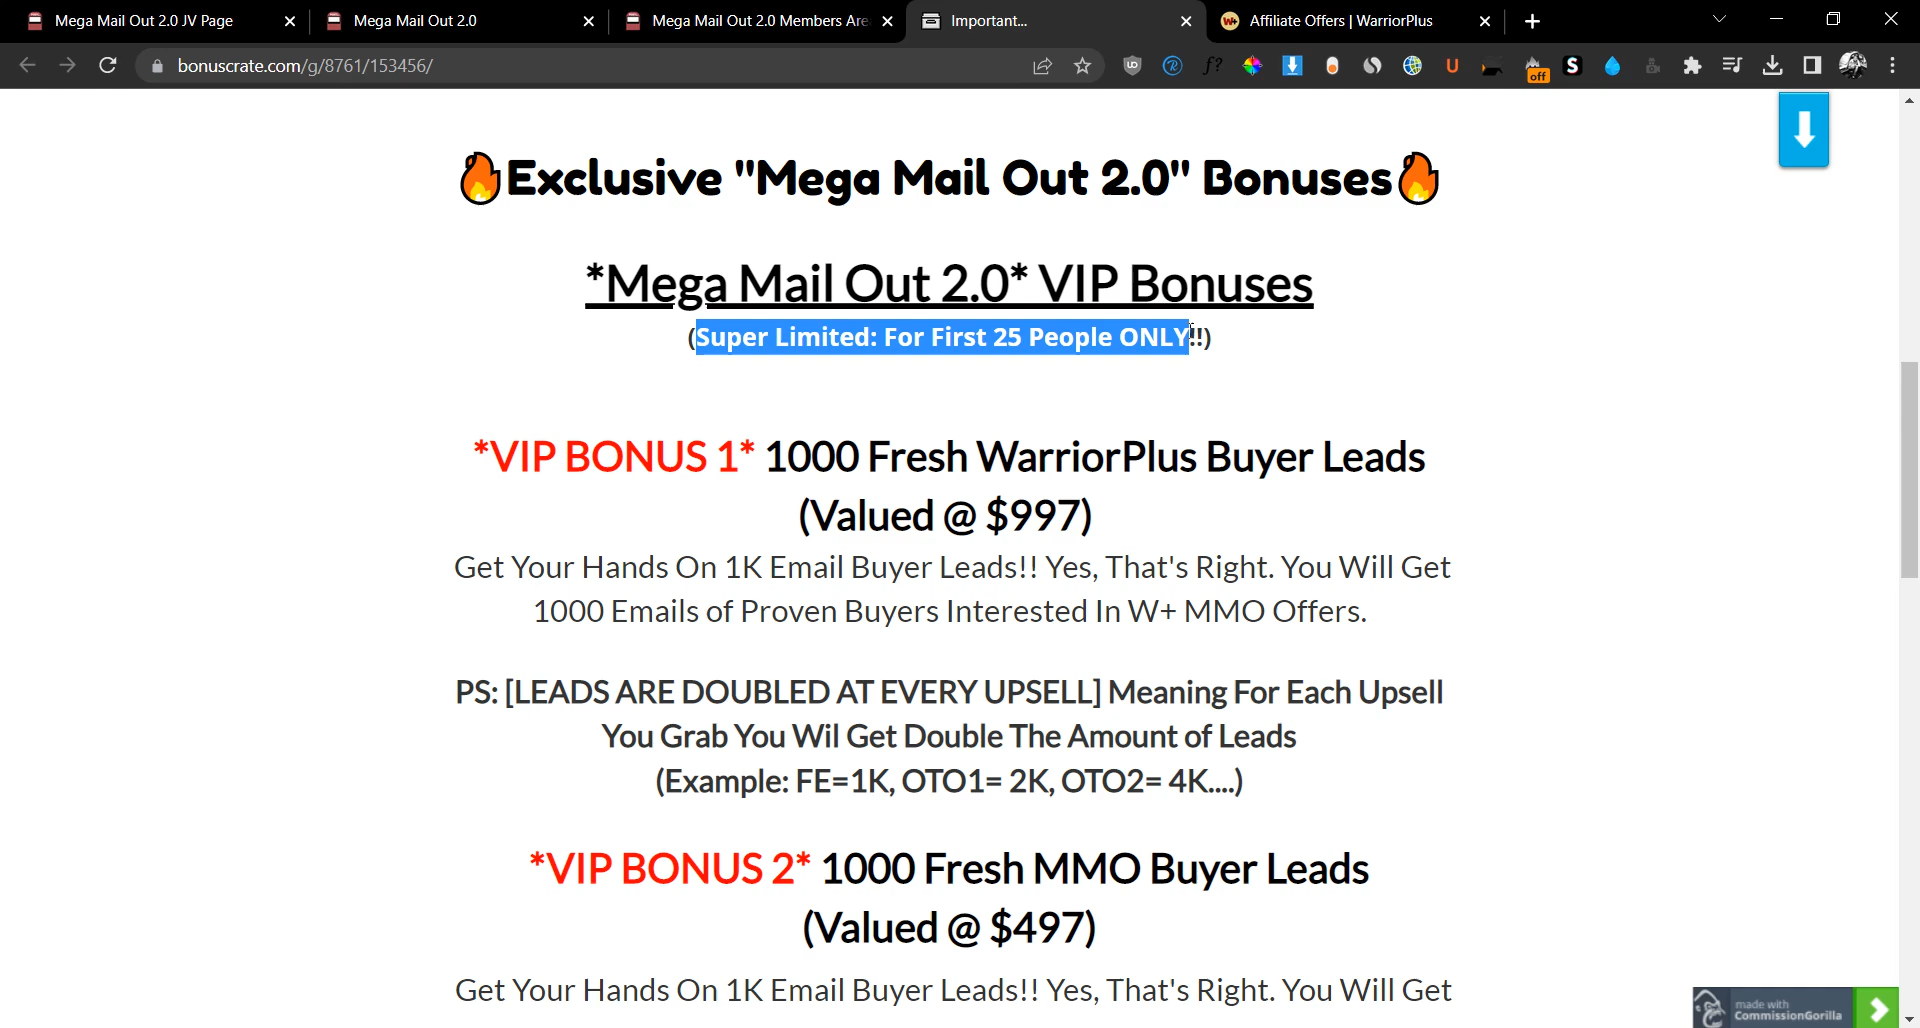 Mega Mail Out 2.0 JV Page
Mega Mail Out 2.0
Mega Mail Out 2.0 Members Are
Important...
Affiliate Offers | WarriorPlus
bonuscrate.com/g/8761/153456/
off
Exclusive "Mega Mail Out 2.0" Bonuses
*Mega Mail Out 2.0* VIP Bonuses
(Super Limited: For First 25 People ONLY!!)
*VIP BONUS 1* 1000 Fresh WarriorPlus Buyer Leads
(Valued @ $997)
Get Your Hands On 1K Email Buyer Leads!! Yes, That's Right. You Will Get
1000 Emails of Proven Buyers Interested In W+ MMO Offers.
PS: [LEADS ARE DOUBLED AT EVERY UPSELL] Meaning For Each Upsell
You Grab You Wil Get Double The Amount of Leads
(Example: FE=1K, OTO1= 2K, OTO2= 4K....)
*VIP BONUS 2* 1000 Fresh MMO Buyer Leads
(Valued @ $497)
Get Your Hands On 1K Email Buyer Leads!! Yes, That's Right. You Will Get
made with
CommissionGorilla